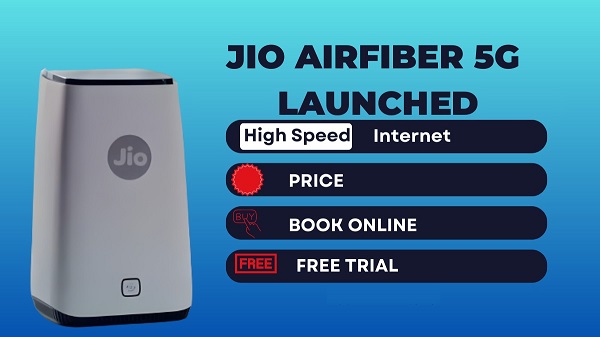 JIO AIRFIBER 5G
LAUNCHED
Jio
High Speed Internet
PRICE
BUY
BOOK ONLINE
FREE
FREE TRIAL